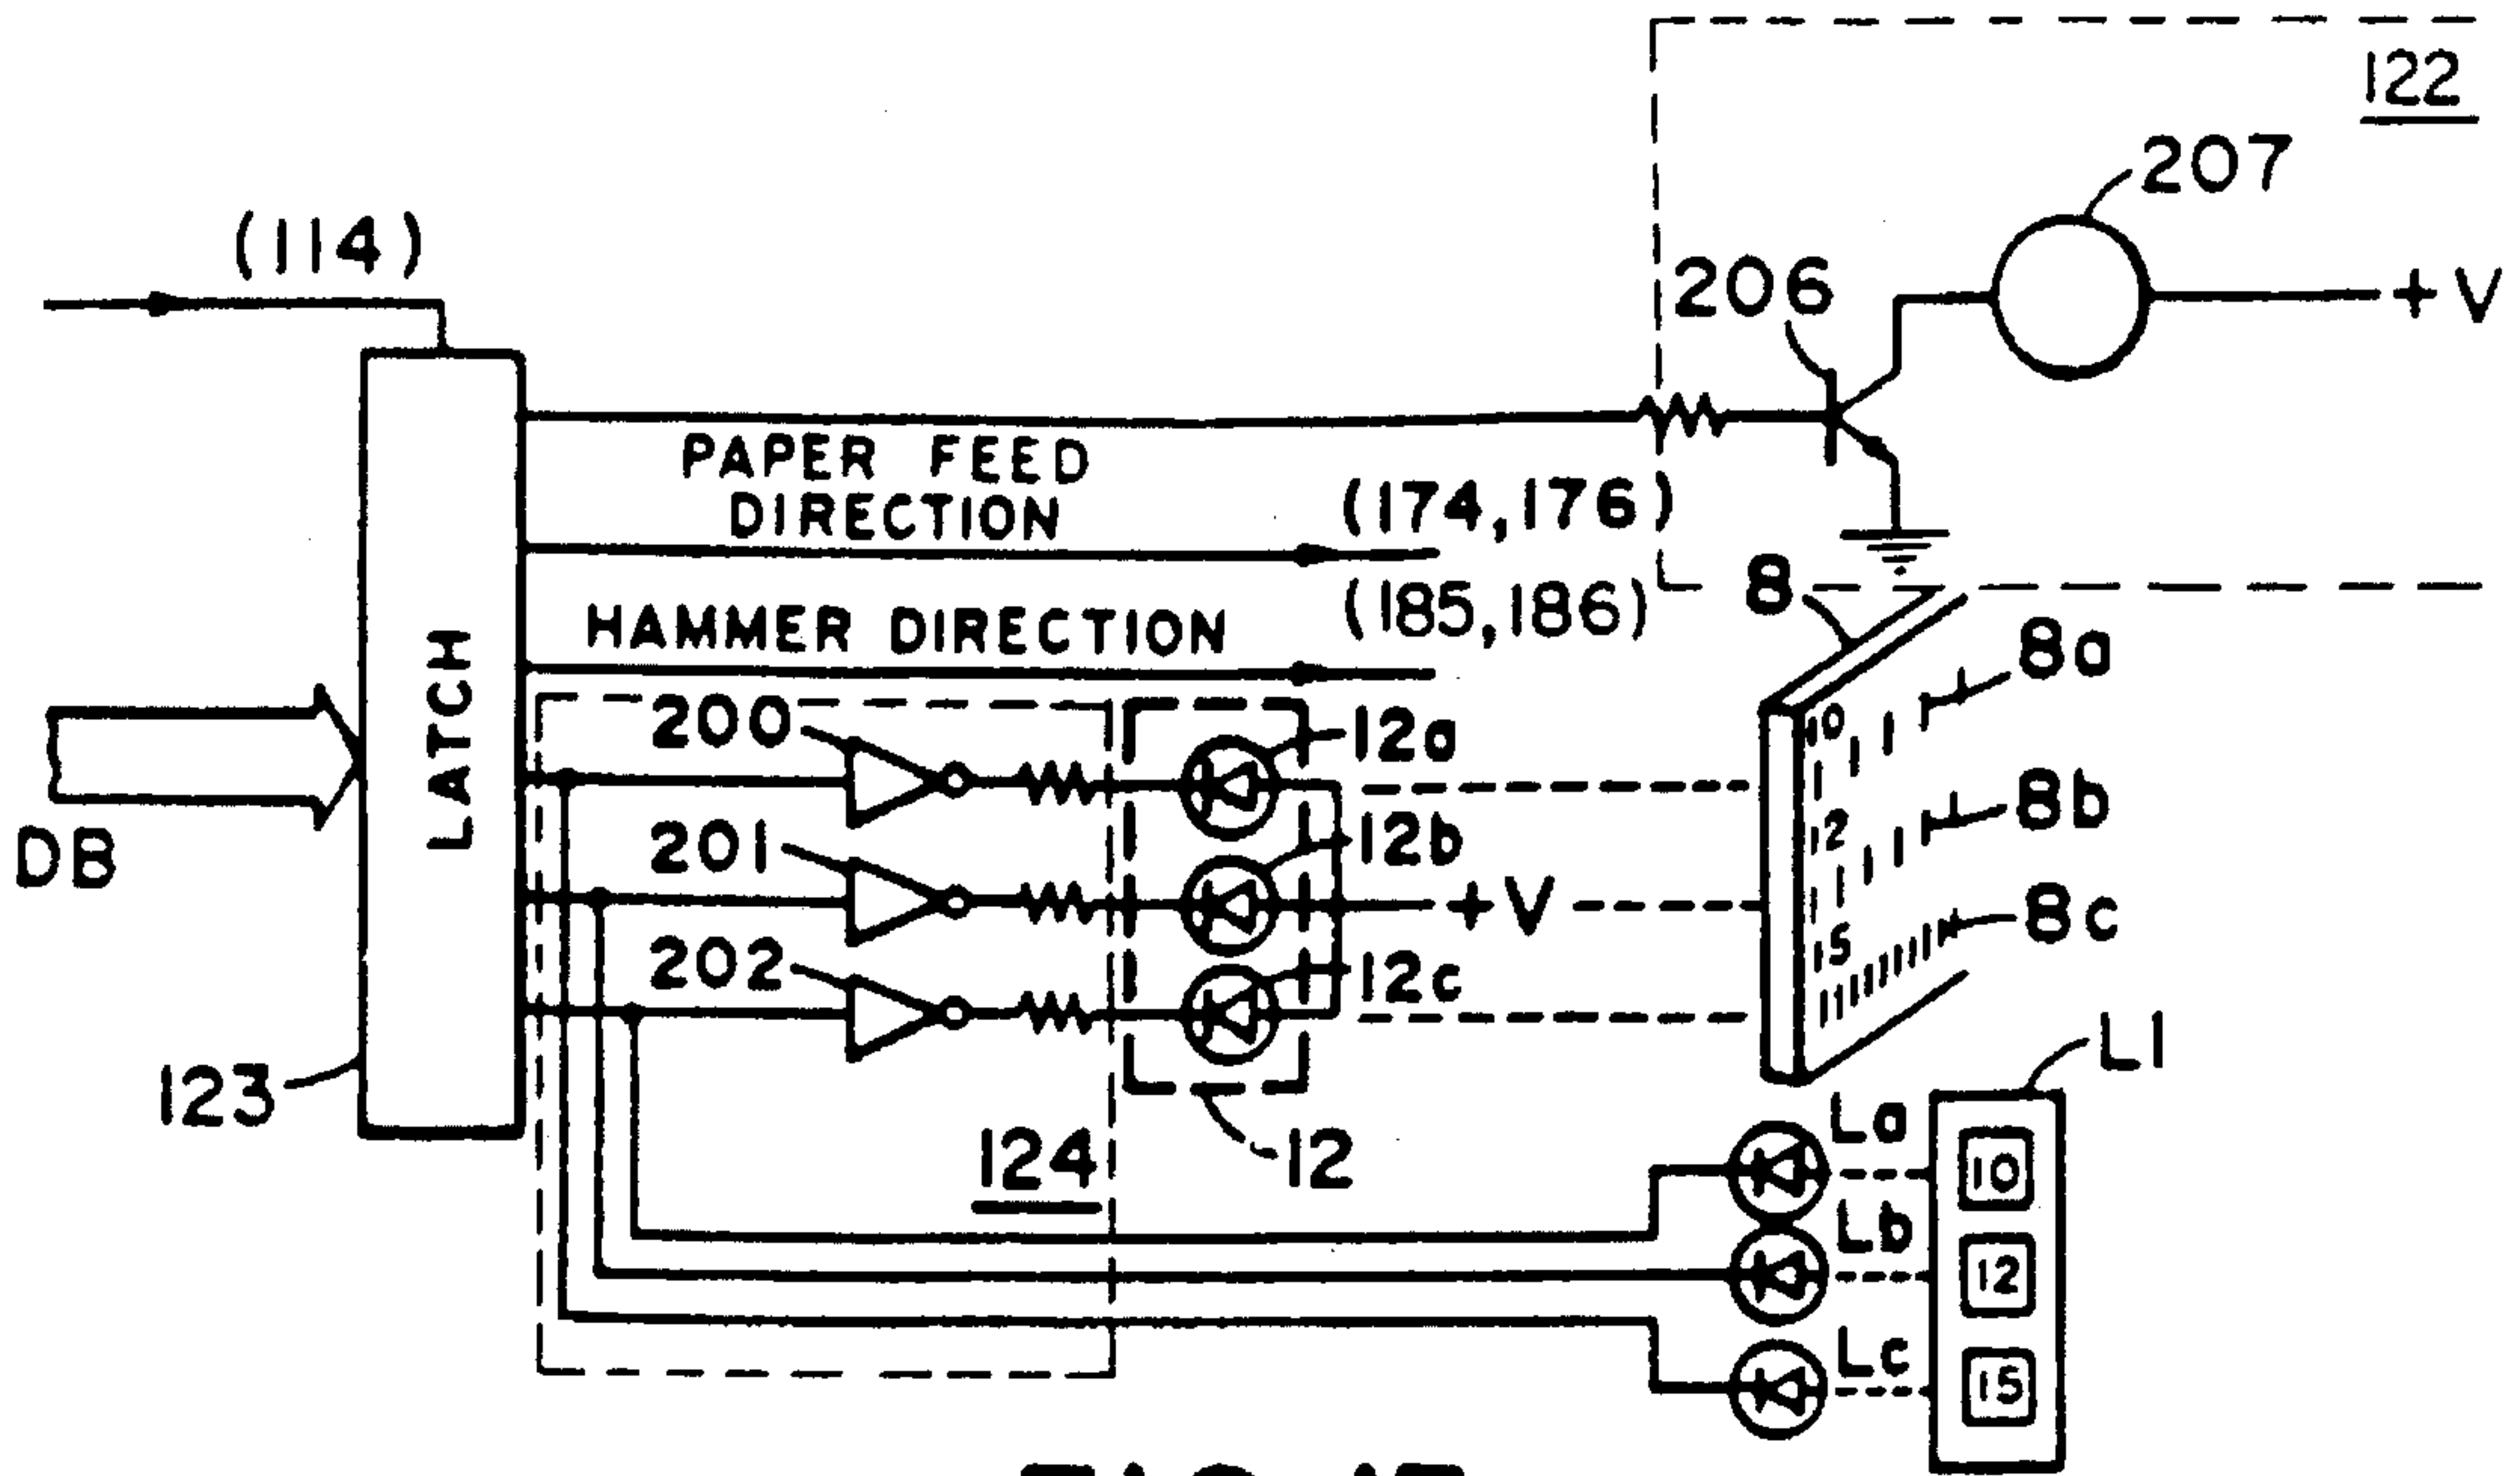 122
207
(114)
206
+V
PAPER FEED
DIRECTION
(174,176)
8
(185,186)
HAMMER DIRECTION
8a
LATCH
200
12a
10
8b
DB
201
12b
12
+V
8c
202
12c
15
L1
123
124
12
La
10
Lb
12
Lc
15